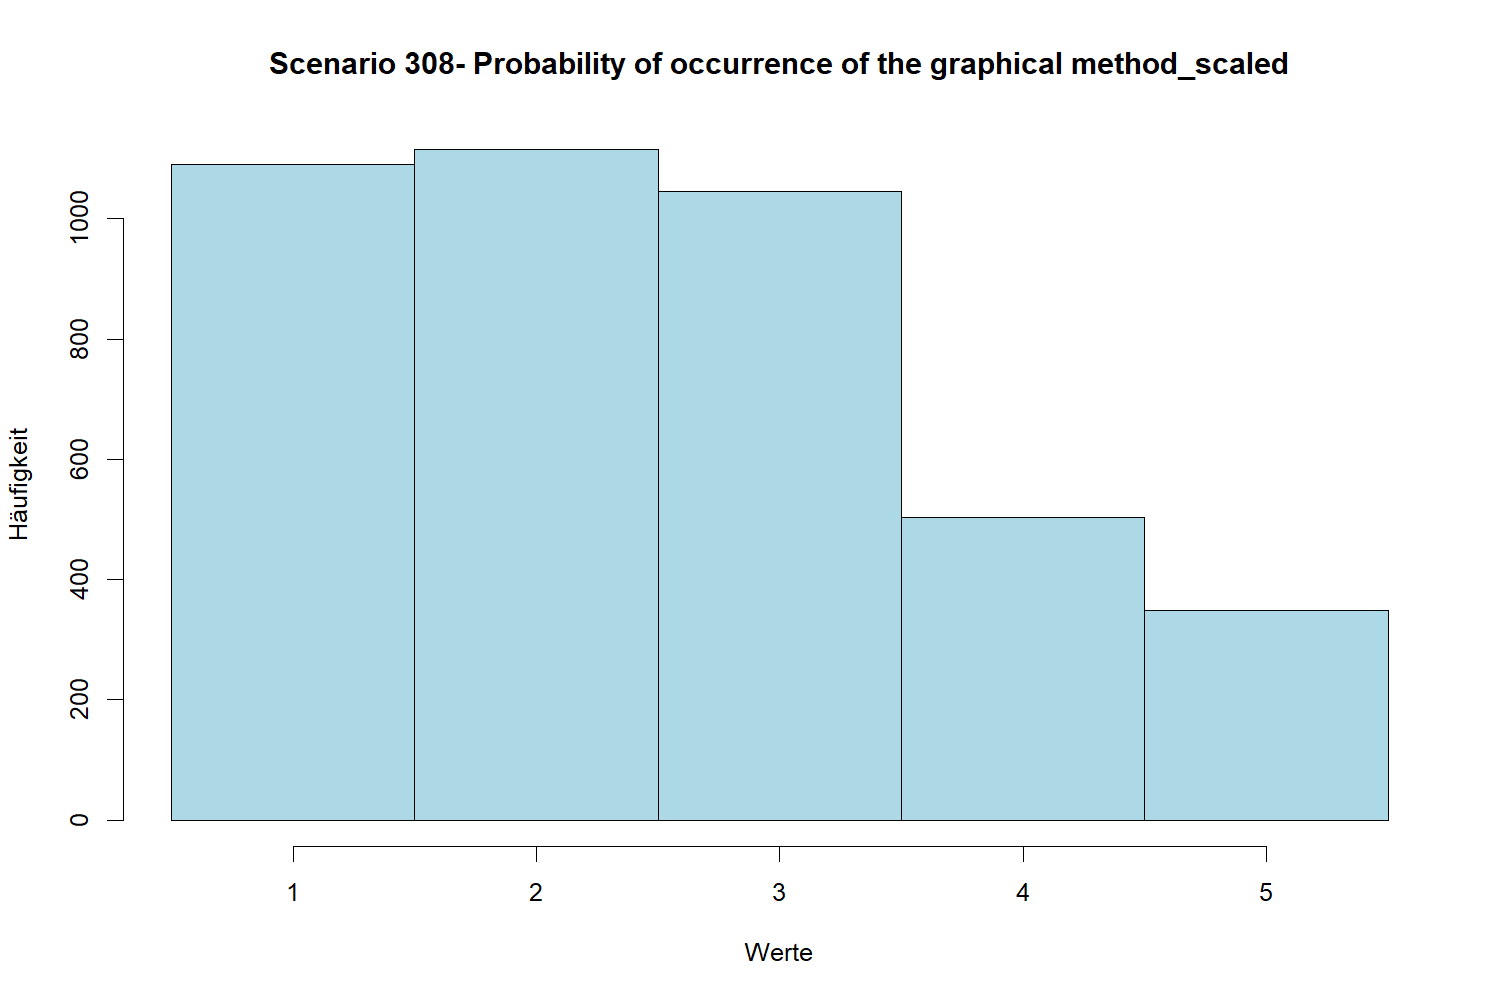 Scenario 308- Probability of occurrence of the graphical method_scaled
Häufigkeit
1000
800
600
400
200
0
1 2 3 4 5
Werte